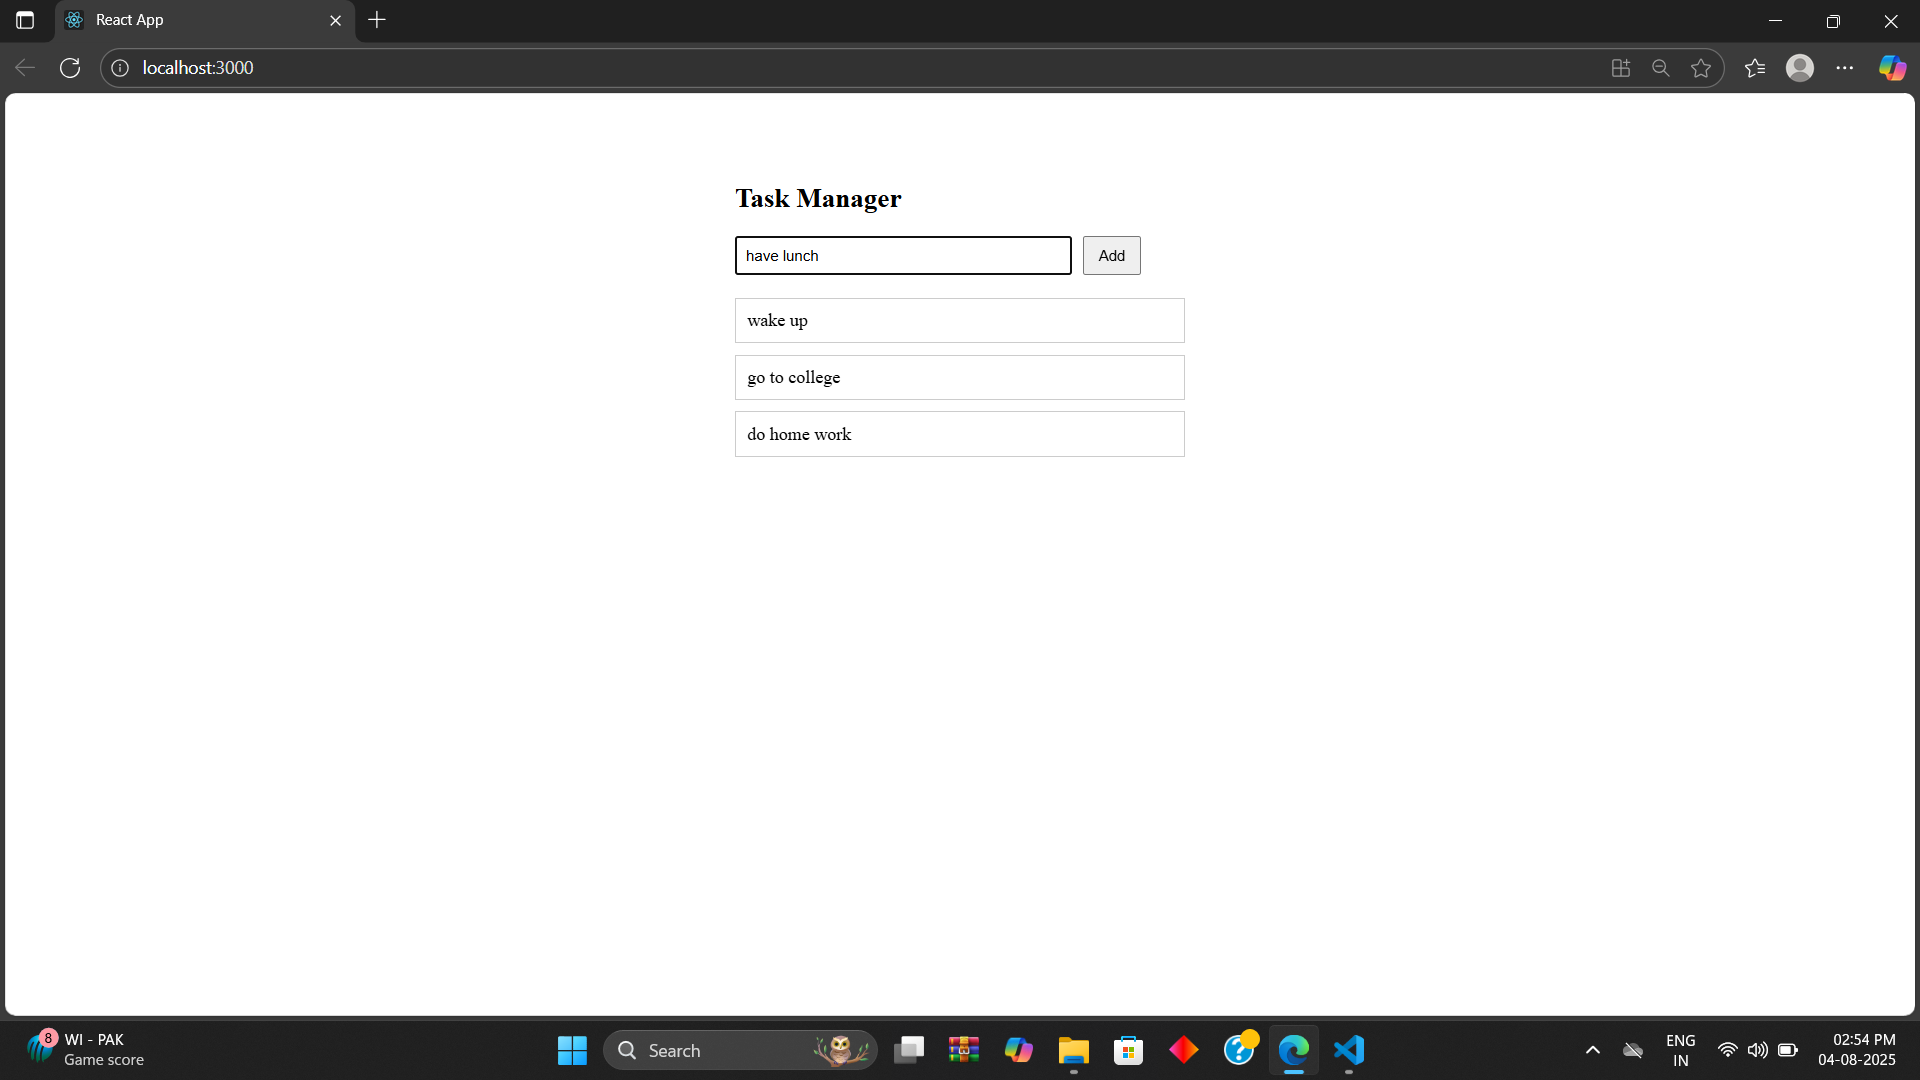 React App
localhost:3000
Task Manager
have lunch
Add
wake up
go to college
do home work
8
WI - PAK
Game score
Search
ENG
IN
02:54 PM
04-08-2025